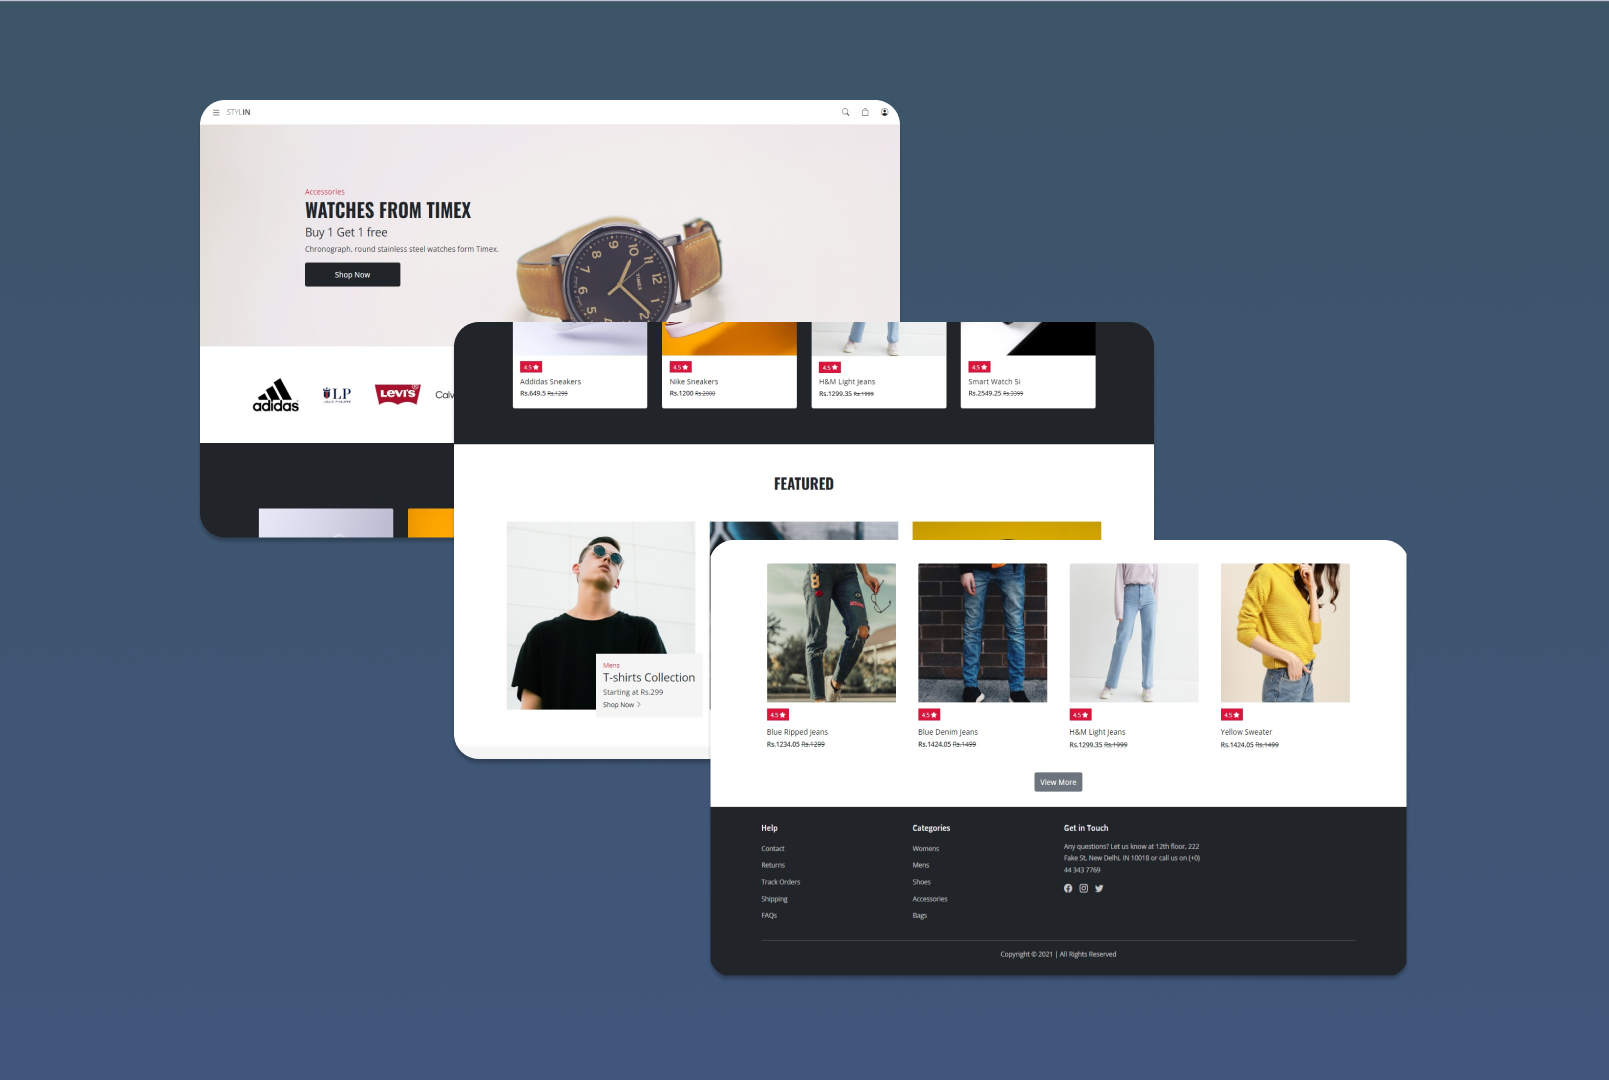 STYLIN
Accessories
WATCHES FROM TIMEX
Buy 1 Get 1 free
Chronograph, round stainless steel watches form Timex.
Shop Now
TIMEX
adidas
LP
LOUIS PHILIPPE
LEVI'S
Calv
4.5
Addidas Sneakers
Rs.649.5 Rs.1299
4.5
Nike Sneakers
Rs.1200 Rs.2000
4.5
H&M Light Jeans
Rs.1299.35 Rs.1999
4.5
Smart Watch 5i
Rs.2549.25 Rs.3399
FEATURED
Mens
T-shirts Collection
Starting at Rs.299
Shop Now >
4.5
Blue Ripped Jeans
Rs.1234.05 Rs.1299
4.5
Blue Denim Jeans
Rs.1424.05 Rs.1499
4.5
H&M Light Jeans
Rs.1299.35 Rs.1999
4.5
Yellow Sweater
Rs.1424.05 Rs.1499
View More
Help
Contact
Returns
Track Orders
Shipping
FAQs
Categories
Womens
Mens
Shoes
Accessories
Bags
Get in Touch
Any questions? Let us know at 12th floor, 222
Fake St, New Delhi, IN 10018 or call us on (+0)
44 343 7769
Copyright © 2021 | All Rights Reserved